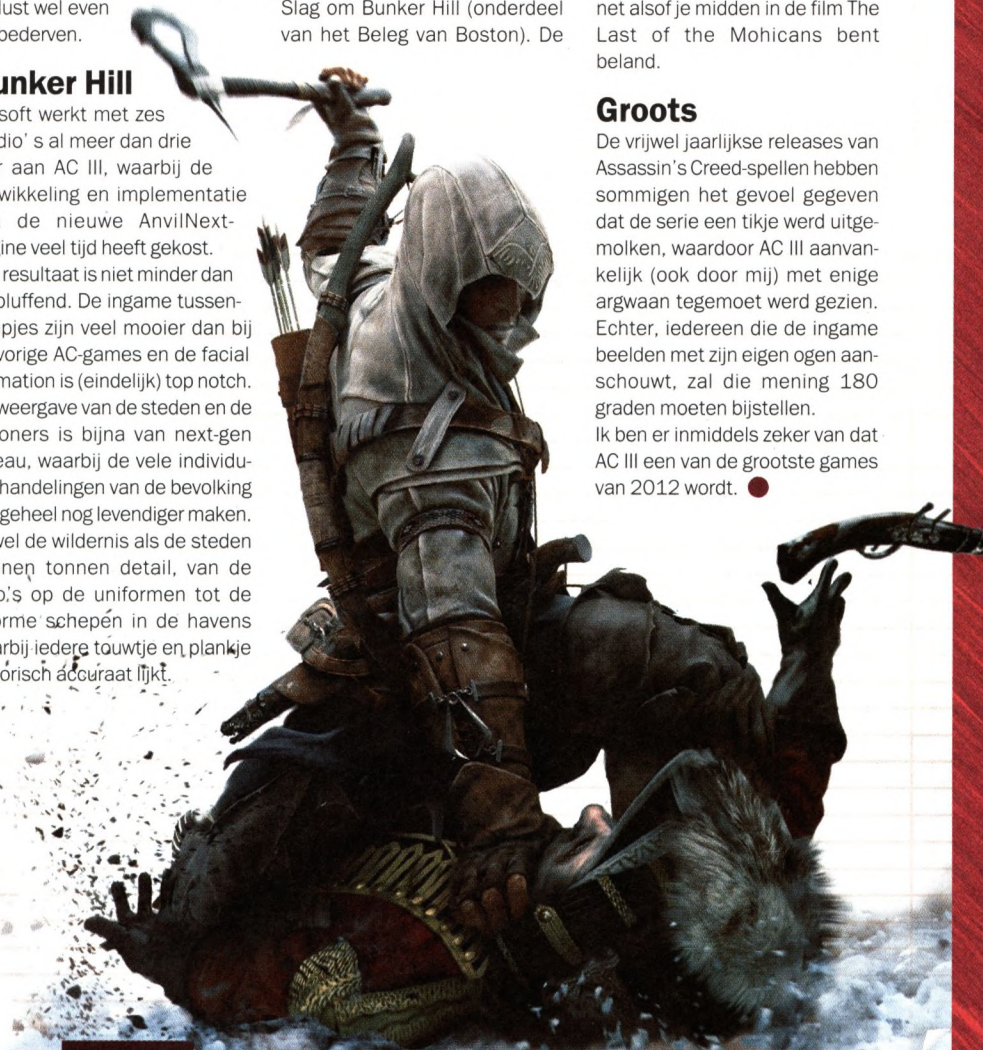 lust wel even
bederven.
unker Hill
soft werkt met zes
dio' s al meer dan drie
r aan AC III, waarbij de
wikkeling en implementatie
de nieuwe AnvilNext-
gine veel tijd heeft gekost.
resultaat is niet minder dan
bluffend. De ingame tussen-
pjes zijn veel mooier dan bij
vorige AC-games en de facial
mation is (eindelijk) top notch.
weergave van de steden en de
oners is bijna van next-gen
eau, waarbij de vele individu-
handelingen van de bevolking
geheel nog levendiger maken.
wel de wildernis als de steden
nen tonnen detail, van de
o's op de uniformen tot de
orme schepen in de havens
arbij iedere touwtje en plankje
orisch accuraat lijkt.
Slag om Bunker Hill (onderdeel
van het Beleg van Boston). De
net alsof je midden in de film The
Last of the Mohicans bent
beland.
Groots
De vrijwel jaarlijkse releases van
Assassin's Creed-spellen hebben
sommigen het gevoel gegeven
dat de serie een tikje werd uitge-
molken, waardoor AC III aanvan-
kelijk (ook door mij) met enige
argwaan tegemoet werd gezien.
Echter, iedereen die de ingame
beelden met zijn eigen ogen aan-
schouwt, zal die mening 180
graden moeten bijstellen.
Ik ben er inmiddels zeker van dat
AC III een van de grootste games
van 2012 wordt.